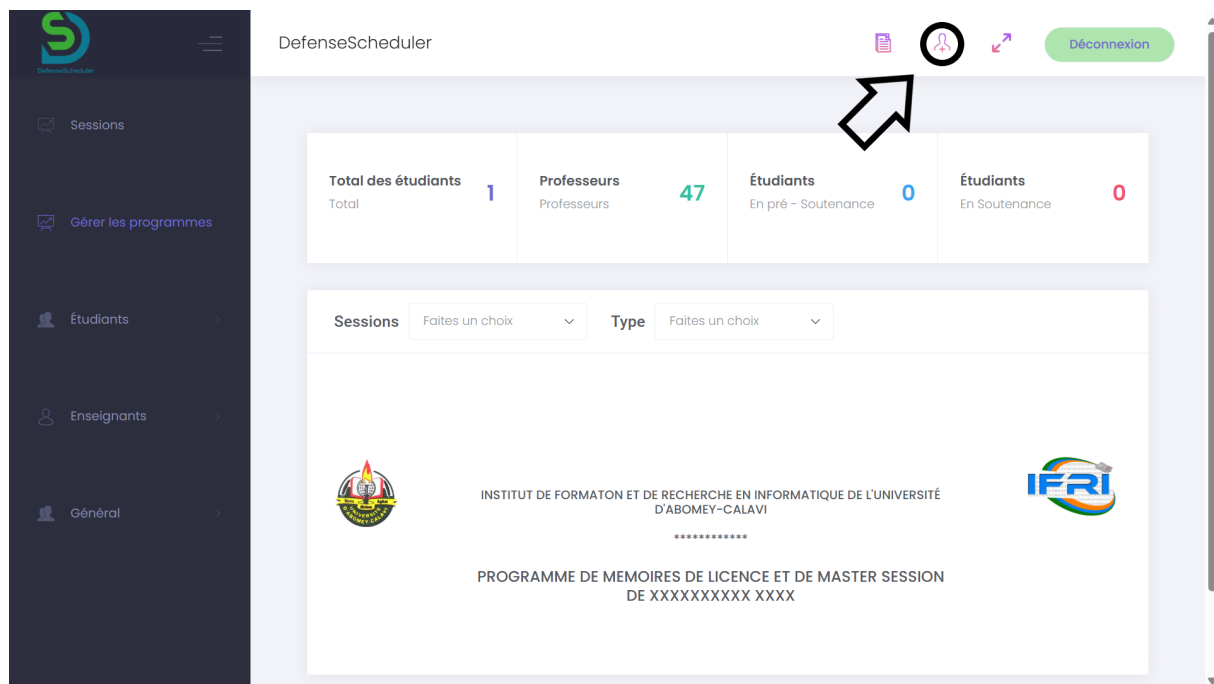 DefenseScheduler
DefenseScheduler
Déconnexion
Sessions
Gérer les programmes
Étudiants
Enseignants
Général
Total des étudiants
Total
1
Professeurs
Professeurs
47
Étudiants
En pré - Soutenance
0
Étudiants
En Soutenance
0
Sessions
Faites un choix
Type
Faites un choix
INSTITUT DE FORMATON ET DE RECHERCHE EN INFORMATIQUE DE L'UNIVERSITÉ
D'ABOMEY-CALAVI
************
PROGRAMME DE MEMOIRES DE LICENCE ET DE MASTER SESSION
DE XXXXXXXXXX XXXX
IFRI